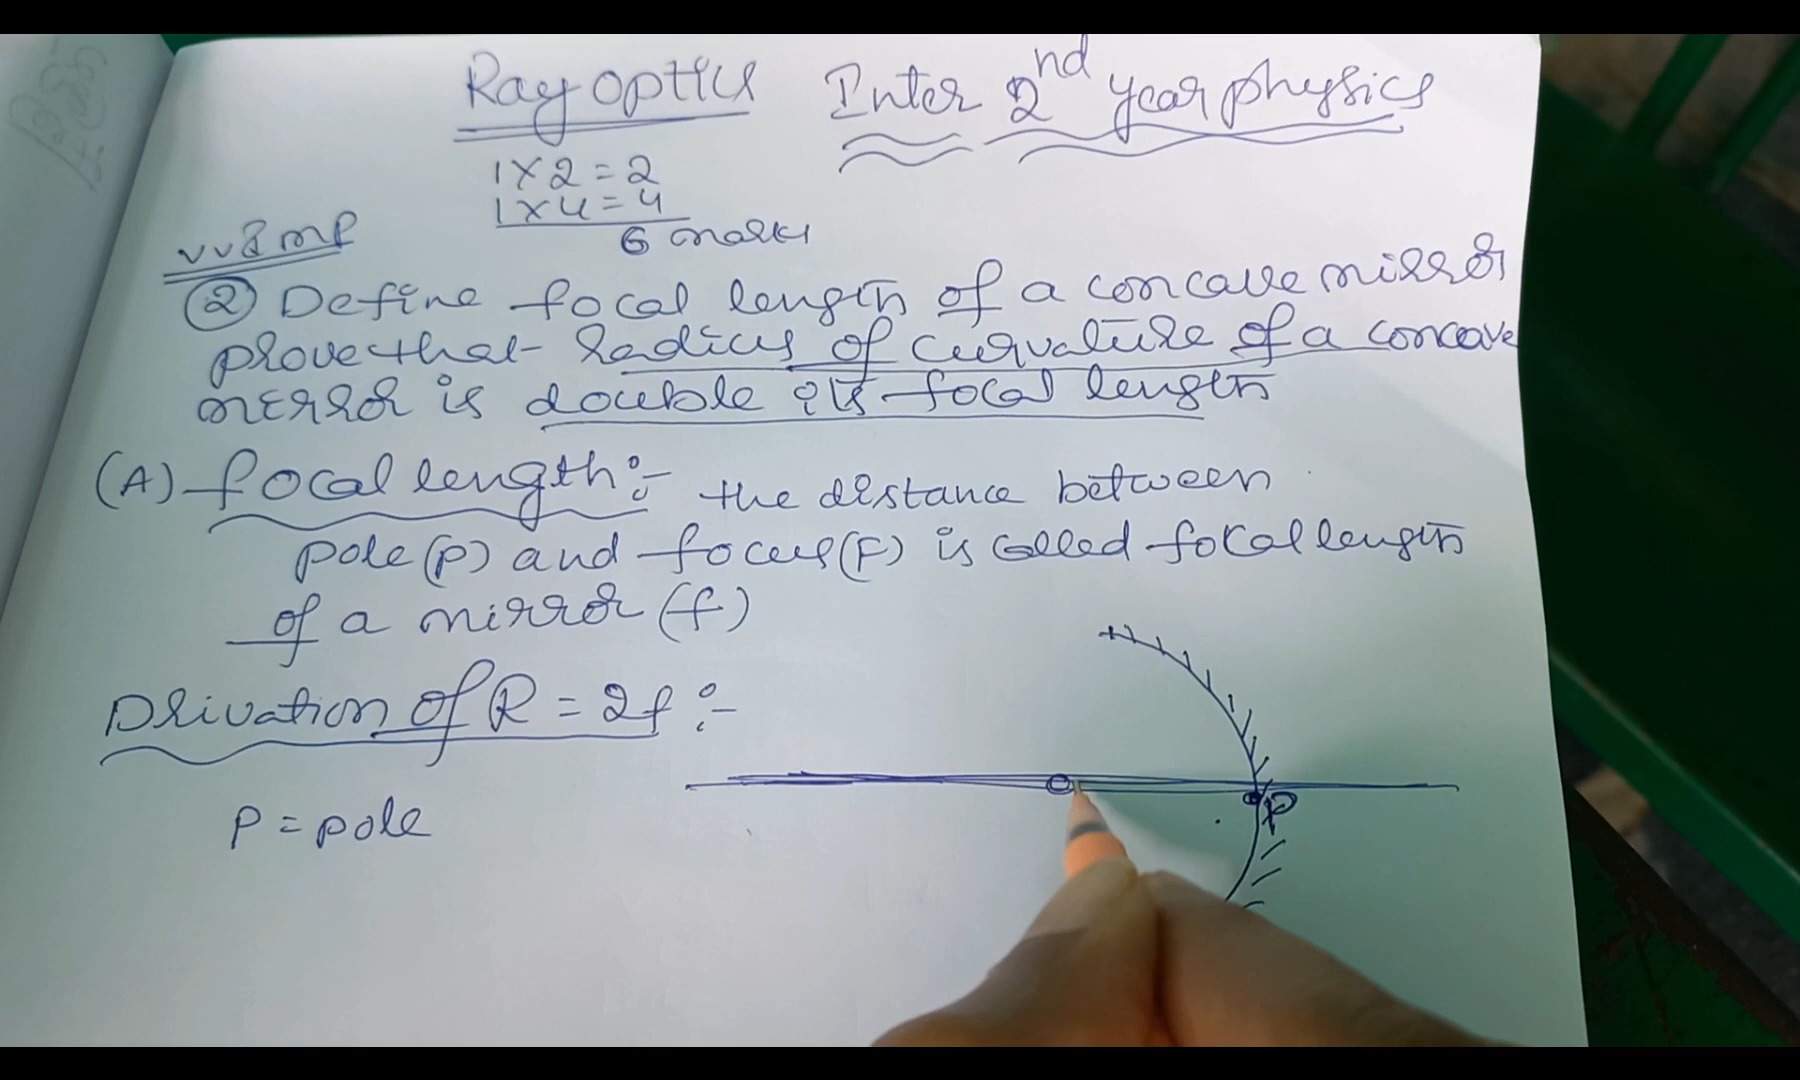 Ray optics Inter 2nd year physics
1 X 2 = 2
1 X 4 = 4
6 marks
vvImp
(2) Define focal length of a concave mirror
prove that radius of curvature of a concave
mirror is double its focal length
(A) focal length :- the distance between
pole (p) and focus (F) is called focal length
of a mirror (f)
Drivation of R = 2f :-
P
P = pole